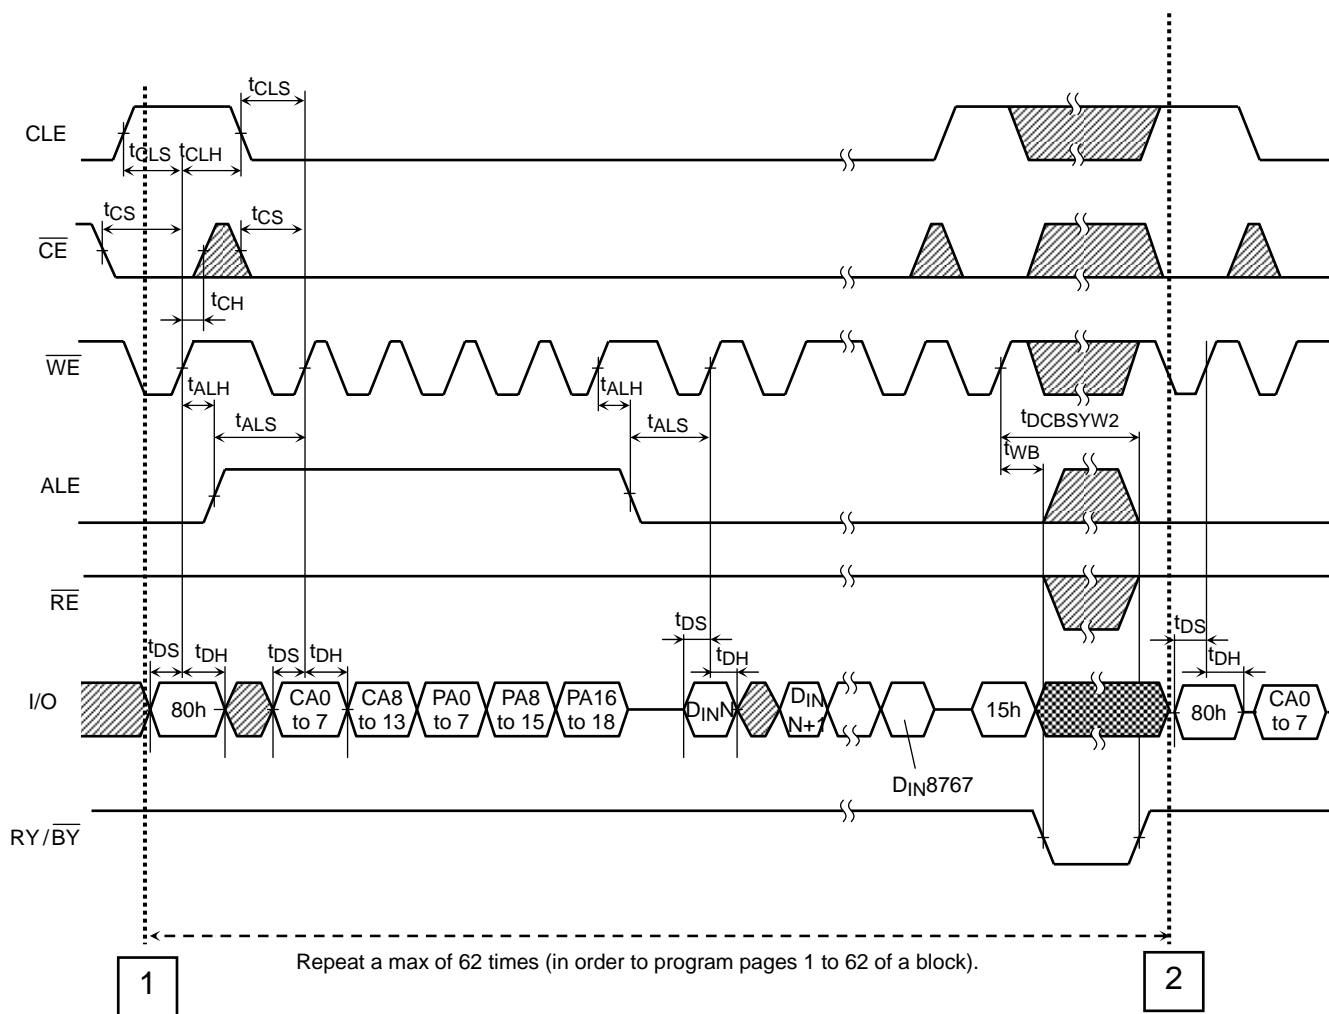 tCLS
CLE
tCLS tCLH
tCS tCS
CE
tCH
WE
tALH tALH
tALS tALS
tDCBSYW2
tWB
ALE
RE
tDS tDH tDS tDH tDS tDH tDS tDH
I/O
80h
CA0 to 7
CA8 to 13
PA0 to 7
PA8 to 15
PA16 to 18
DINN
DIN N+1
15h
80h
CA0 to 7
DIN8767
RY/BY
Repeat a max of 62 times (in order to program pages 1 to 62 of a block).
1
2